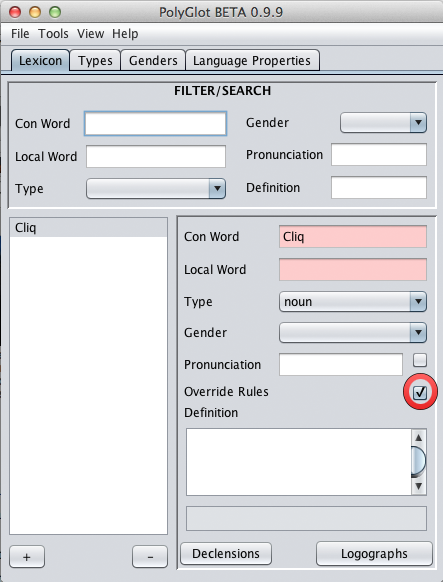 PolyGlot BETA 0.9.9
File Tools View Help
Lexicon Types Genders Language Properties
FILTER/SEARCH
Con Word Gender
Local Word Pronunciation
Type Definition
Cliq
Con Word Cliq
Local Word
Type noun
Gender
Pronunciation
Override Rules
Definition
+ - Declensions Logographs